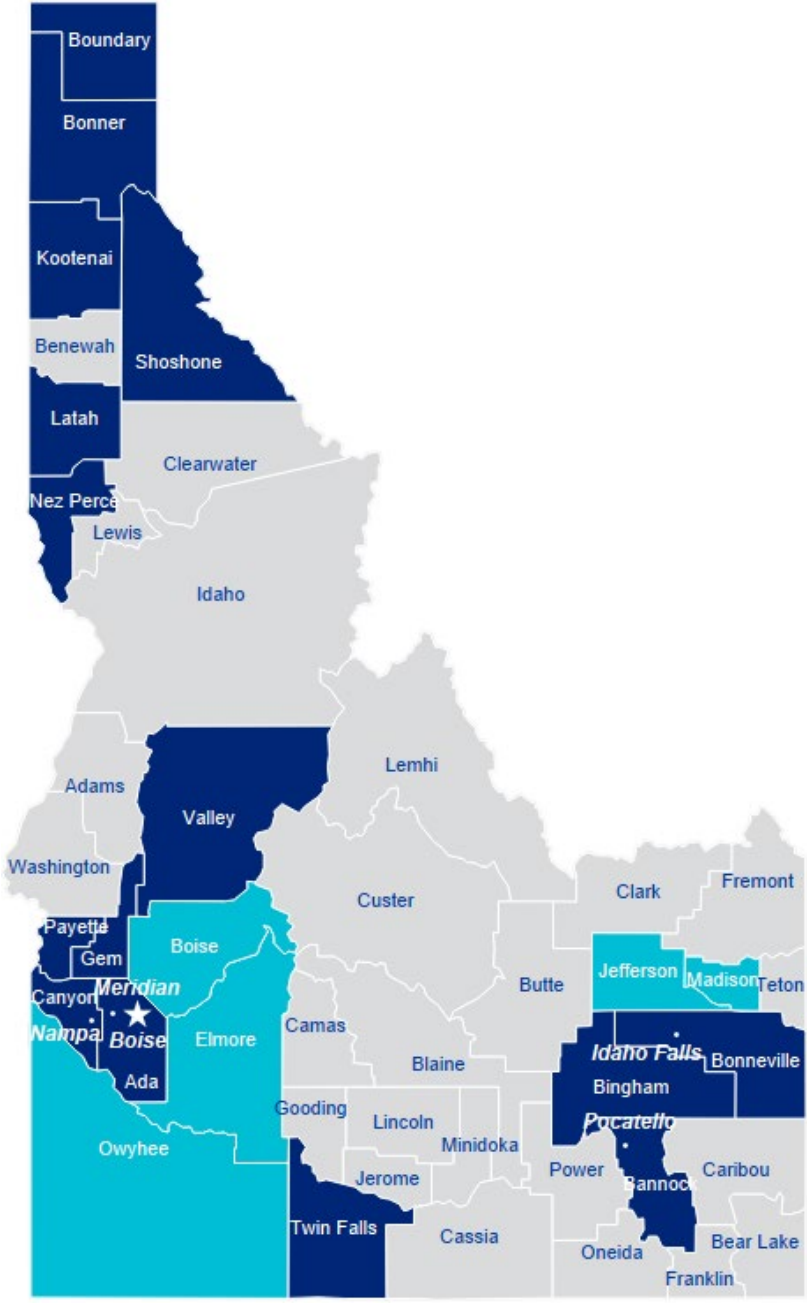 Boundary
Bonner
Kootenai
Benewah
Shoshone
Latah
Clearwater
Nez Perce
Lewis
Idaho
Lemhi
Adams
Valley
Washington
Custer
Clark
Fremont
Payette
Boise
Gem
Jefferson
Madison
Teton
Butte
Meridian
Canyon
Nampa
Boise
Elmore
Camas
Ada
Blaine
Idaho Falls
Bonneville
Bingham
Gooding
Lincoln
Pocatello
Minidoka
Owyhee
Jerome
Power
Caribou
Bannock
Twin Falls
Cassia
Oneida
Bear Lake
Franklin